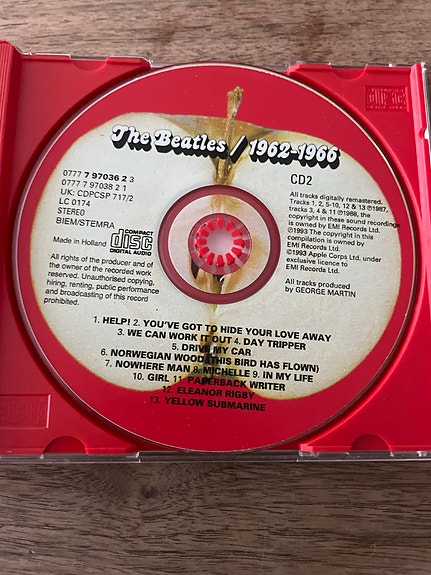 The Beatles / 1962-1966
CD2
0777 7 97036 2 3
0777 7 97038 2 1
UK: CDPCSP 717/2
LC 0174
STEREO
BIEM/STEMRA
Made in Holland
COMPACT
disc
DIGITAL AUDIO
All rights of the producer and of
the owner of the recorded work
reserved. Unauthorised copying,
hiring, renting, public performance
and broadcasting of this record
prohibited.
All tracks digitally remastered.
Tracks 1, 2, 5-10, 12 & 13 ℗1987,
tracks 3, 4 & 11 ℗1988, the
copyright in these sound recordings
is owned by EMI Records Ltd.
℗1993 The copyright in this
compilation is owned by
EMI Records Ltd.
©1993 Apple Corps Ltd. under
exclusive licence to
EMI Records Ltd.
All tracks produced
by GEORGE MARTIN
1. HELP! 2. YOU'VE GOT TO HIDE YOUR LOVE AWAY
3. WE CAN WORK IT OUT 4. DAY TRIPPER
5. DRIVE MY CAR
6. NORWEGIAN WOOD (THIS BIRD HAS FLOWN)
7. NOWHERE MAN 8. MICHELLE 9. IN MY LIFE
10. GIRL 11. PAPERBACK WRITER
12. ELEANOR RIGBY
13. YELLOW SUBMARINE